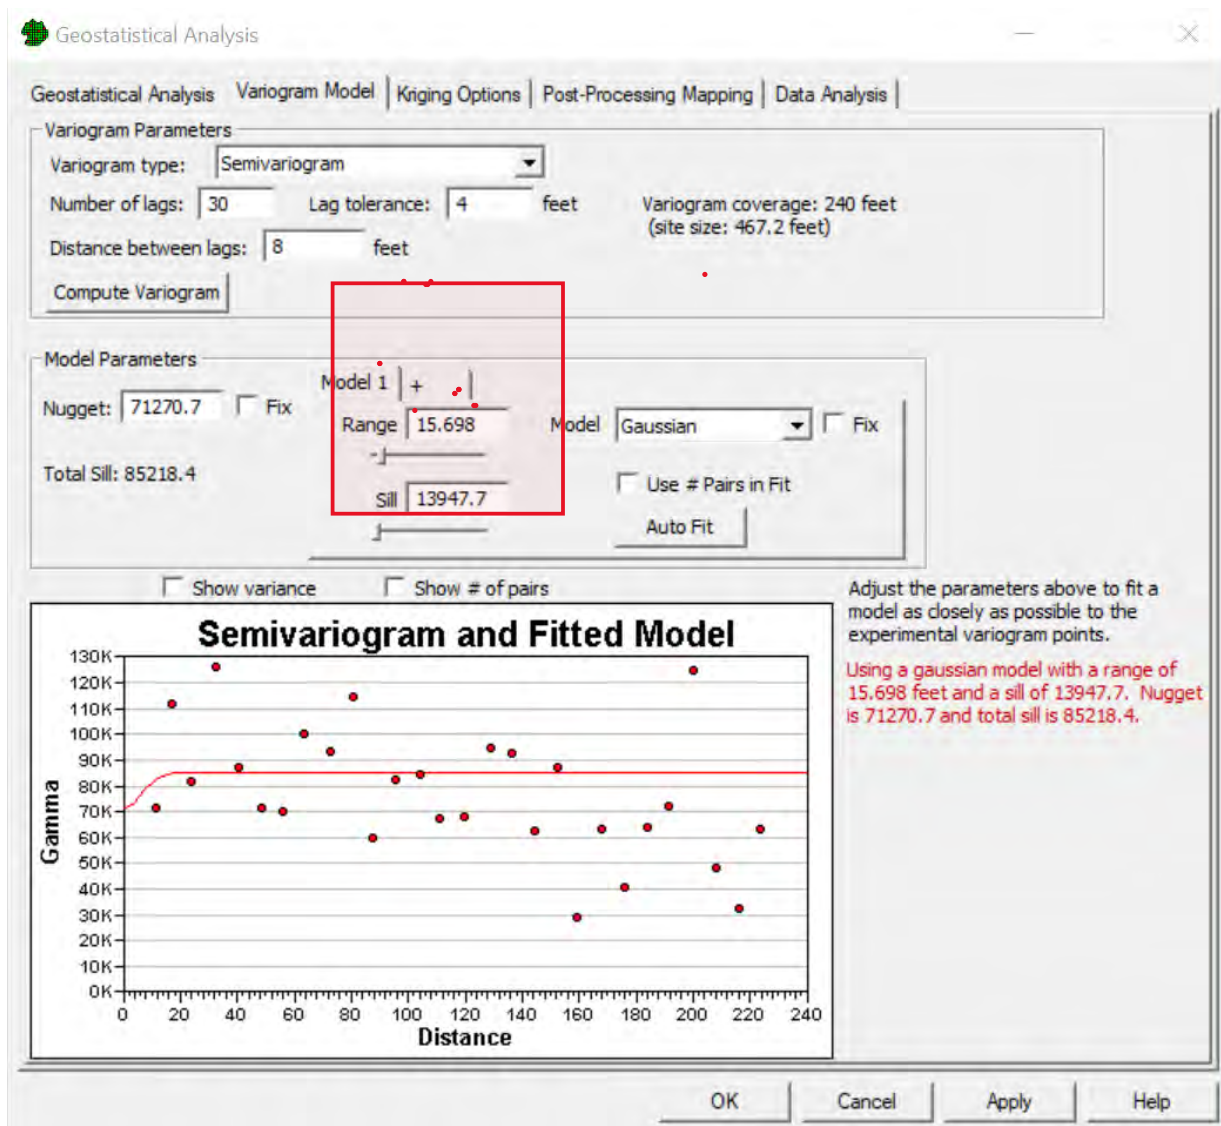 Geostatistical Analysis
Geostatistical Analysis Variogram Model Kriging Options Post-Processing Mapping Data Analysis
Variogram Parameters
Variogram type: Semivariogram
Number of lags: 30 Lag tolerance: 4 feet Variogram coverage: 240 feet
(site size: 467.2 feet)
Distance between lags: 8 feet
Compute Variogram
Model Parameters
Model 1 +
Nugget: 71270.7 Fix
Range 15.698 Model Gaussian Fix
Total Sill: 85218.4
Use # Pairs in Fit
Sill 13947.7
Auto Fit
Show variance Show # of pairs
Adjust the parameters above to fit a
model as closely as possible to the
experimental variogram points.
Using a gaussian model with a range of
15.698 feet and a sill of 13947.7. Nugget
is 71270.7 and total sill is 85218.4.
Semivariogram and Fitted Model
130K
120K
110K
100K
90K
80K
70K
60K
50K
40K
30K
20K
10K
0K
Gamma
0 20 40 60 80 100 120 140 160 180 200 220 240
Distance
OK Cancel Apply Help